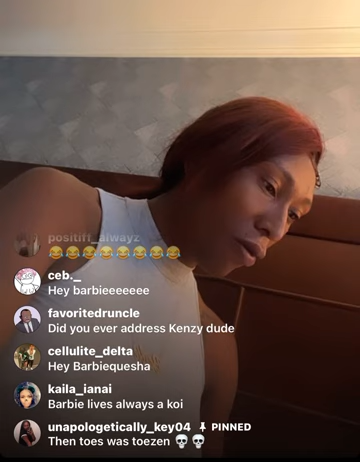 positiff_alwayz
😂😂😂😂😂😂😂😂
ceb._
Hey barbieeeeeee
favoritedruncle
Did you ever address Kenzy dude
cellulite_delta
Hey Barbiequesha
kaila_ianai
Barbie lives always a koi
unapologetically_key04 📌 PINNED
Then toes was toezen 💀💀